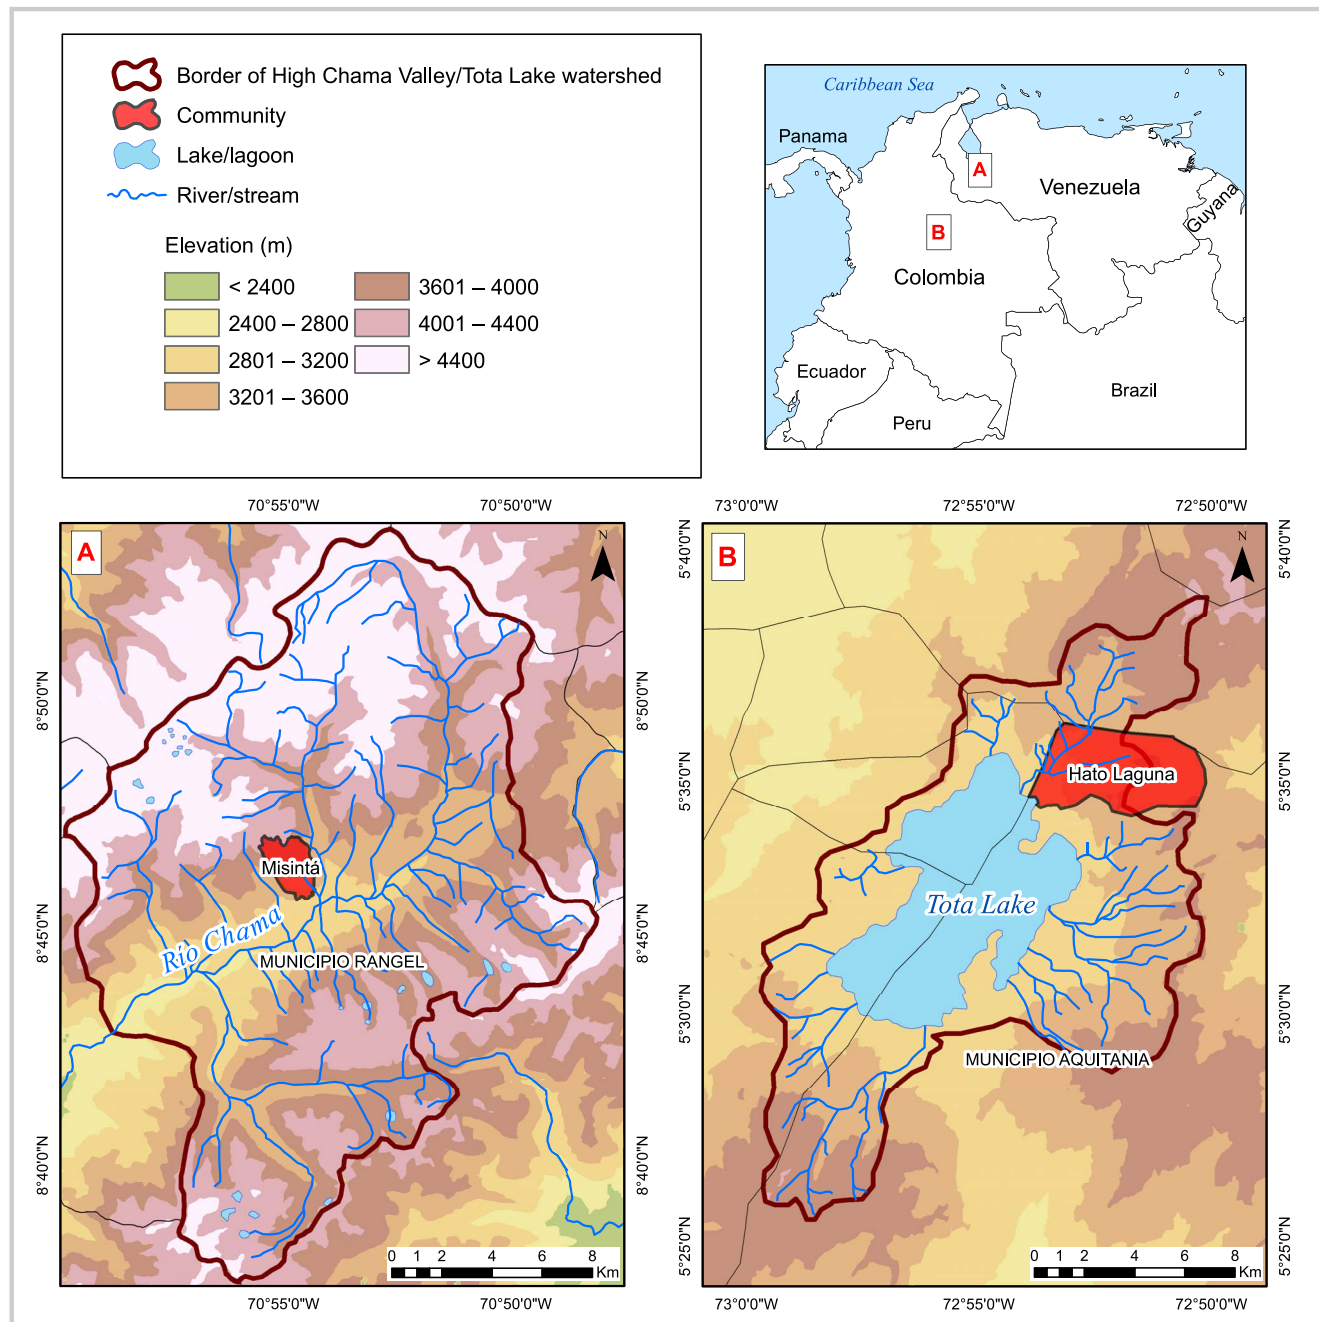 Border of High Chama Valley/Tota Lake watershed
Community
Lake/lagoon
River/stream
Elevation (m)
< 2400
2400 – 2800
2801 – 3200
3201 – 3600
3601 – 4000
4001 – 4400
> 4400
Caribbean Sea
Panama
A
Venezuela
Guyana
B
Colombia
Ecuador
Peru
Brazil
70°55'0"W 70°50'0"W
A
N
8°50'0"N
8°45'0"N
8°40'0"N
Misintá
Río Chama
MUNICIPIO RANGEL
8°50'0"N
8°45'0"N
8°40'0"N
0 1 2 4 6 8
Km
70°55'0"W 70°50'0"W
73°0'0"W 72°55'0"W 72°50'0"W
B
N
5°40'0"N
5°35'0"N
5°30'0"N
5°25'0"N
Hato Laguna
Tota Lake
MUNICIPIO AQUITANIA
5°40'0"N
5°35'0"N
5°30'0"N
5°25'0"N
0 1 2 4 6 8
Km
73°0'0"W 72°55'0"W 72°50'0"W